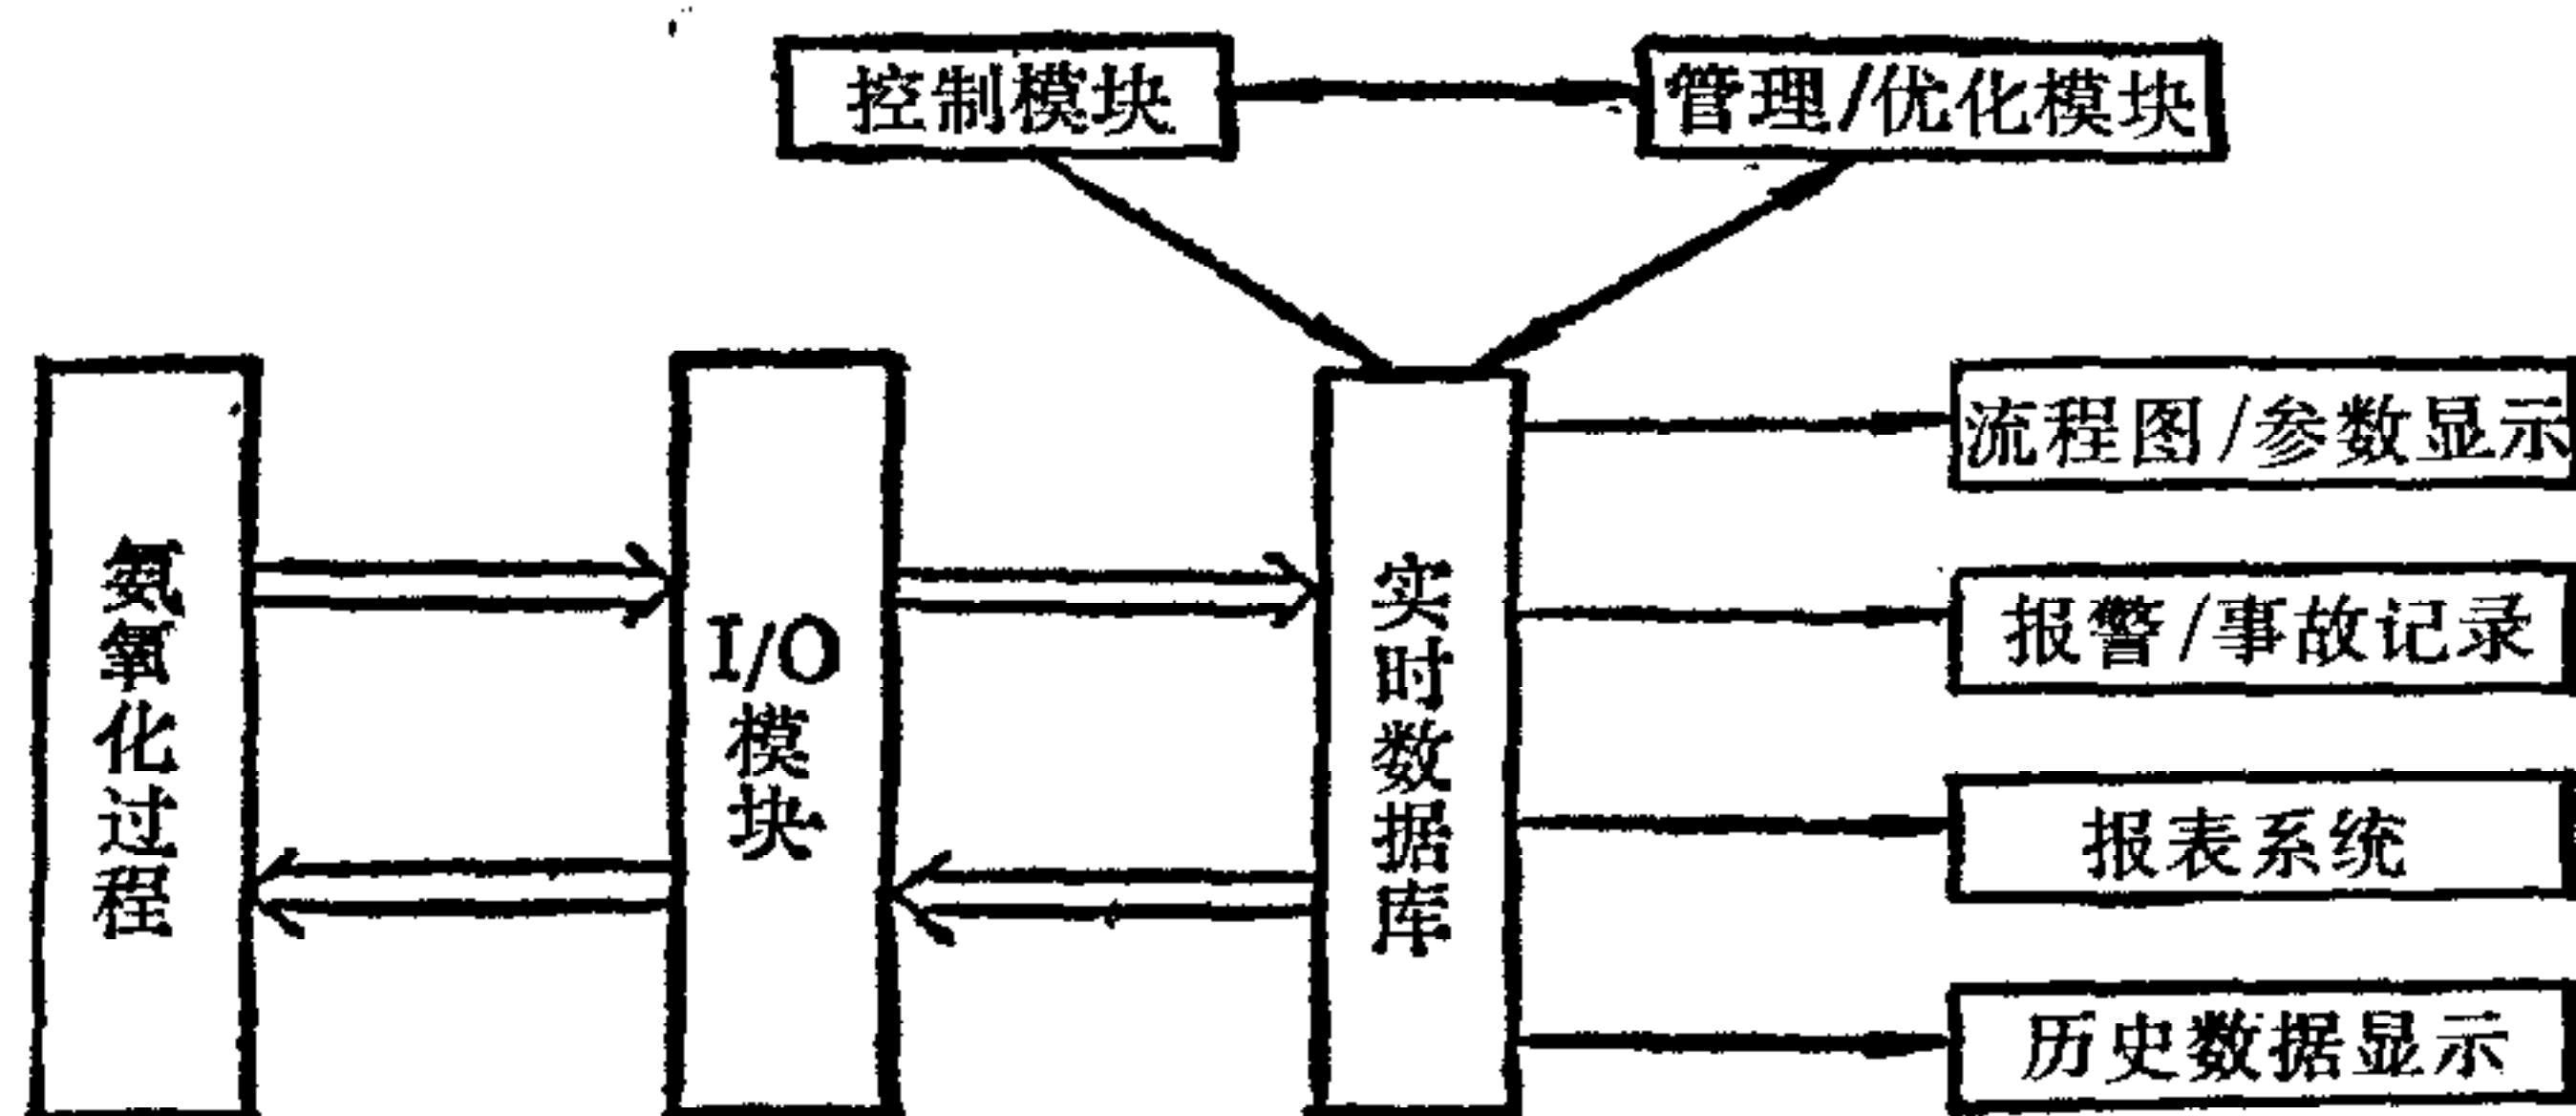 控制模块
管理/优化模块
氨氧化过程
I/O
模块
实时数据库
流程图/参数显示
报警/事故记录
报表系统
历史数据显示